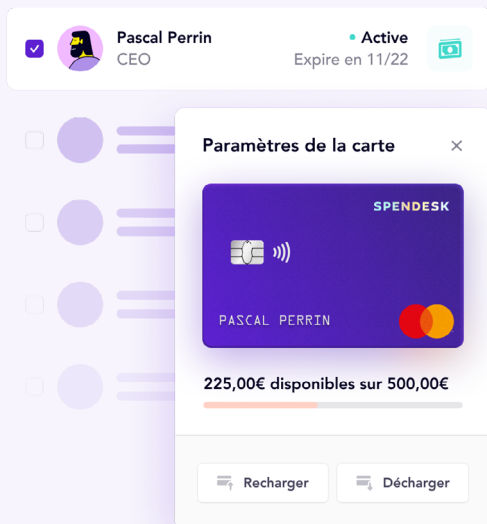 Pascal Perrin
CEO
Active
Expire en 11/22
Paramètres de la carte
SPENDESK
PASCAL PERRIN
225,00€ disponibles sur 500,00€
Recharger
Décharger